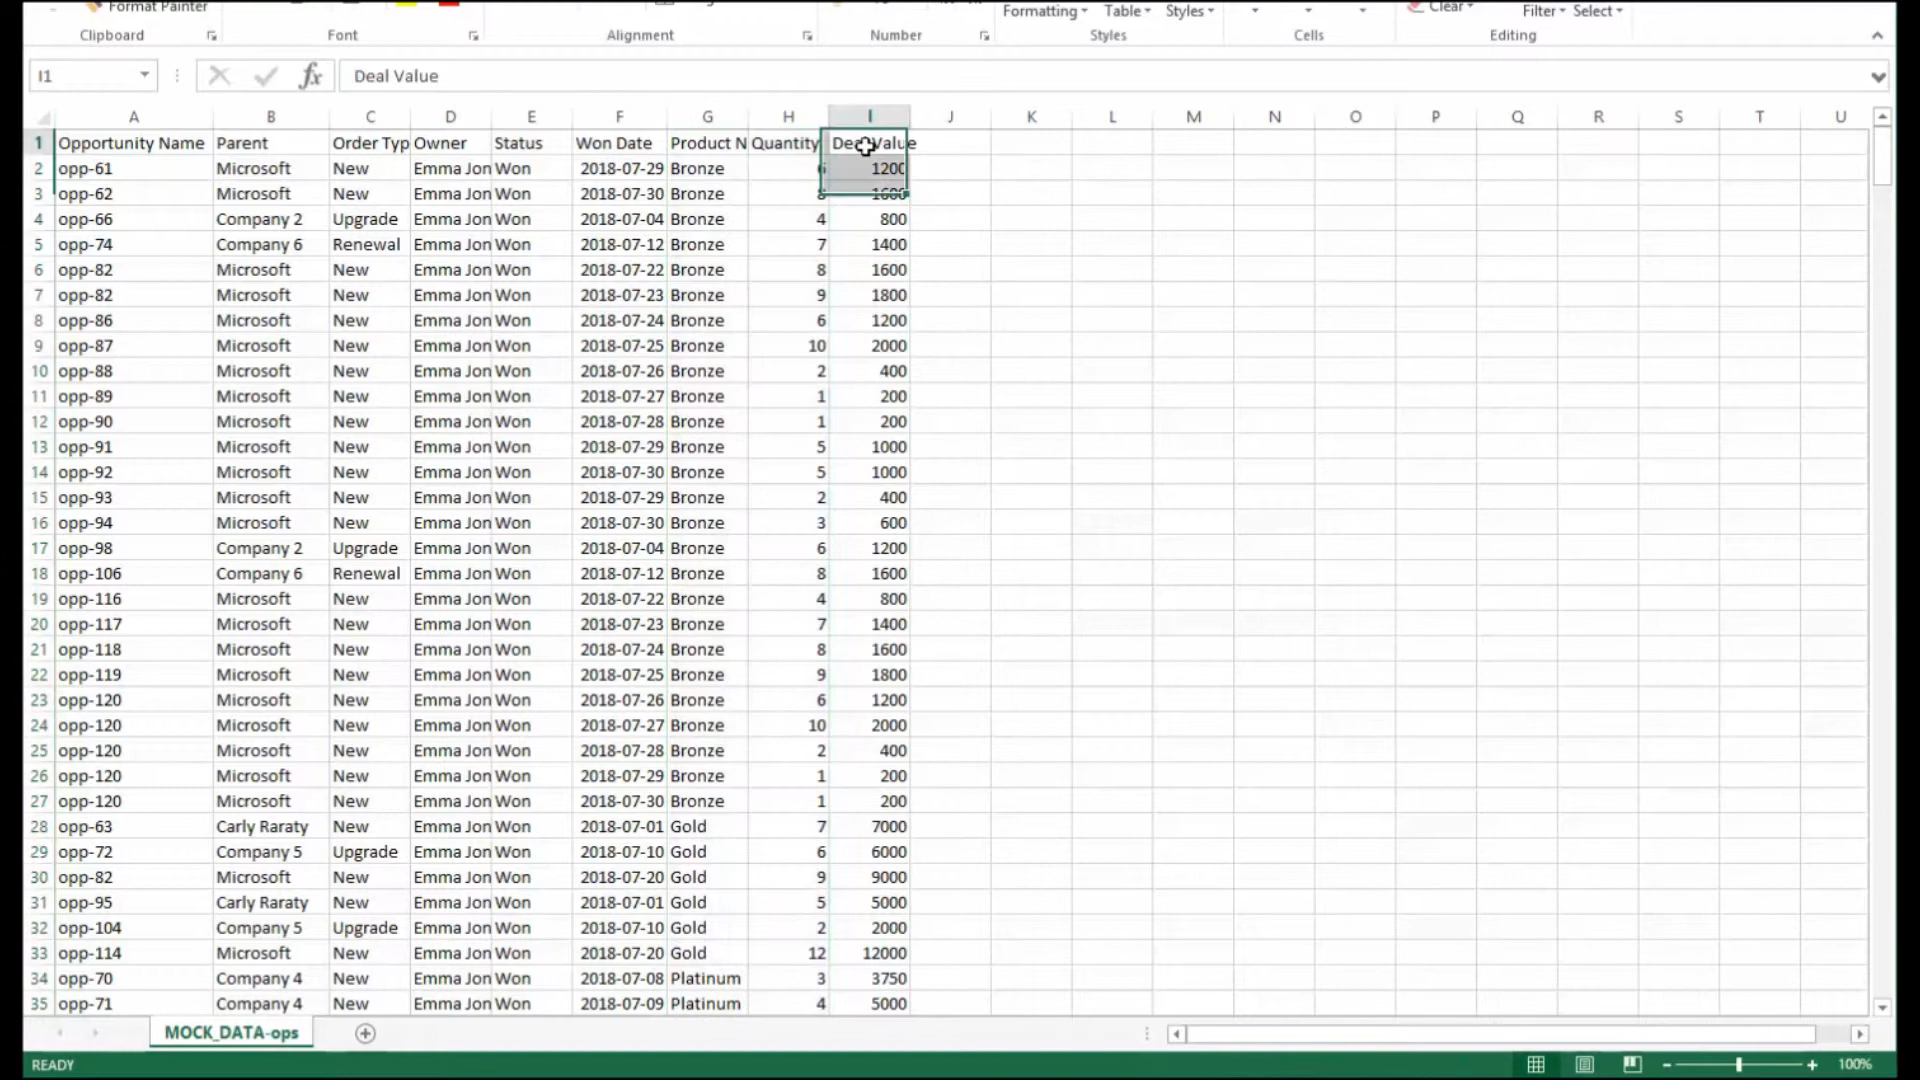 Format Painter Formatting Table Styles Clear Filter Select
Clipboard Font Alignment Number Styles Cells Editing
I1 fx Deal Value
A B C D E F G H I J K L M N O P Q R S T U
1 Opportunity Name Parent Order Typ Owner Status Won Date Product N Quantity Deal Value
2 opp-61 Microsoft New Emma Jon Won 2018-07-29 Bronze 6 1200
3 opp-62 Microsoft New Emma Jon Won 2018-07-30 Bronze 8 1600
4 opp-66 Company 2 Upgrade Emma Jon Won 2018-07-04 Bronze 4 800
5 opp-74 Company 6 Renewal Emma Jon Won 2018-07-12 Bronze 7 1400
6 opp-82 Microsoft New Emma Jon Won 2018-07-22 Bronze 8 1600
7 opp-82 Microsoft New Emma Jon Won 2018-07-23 Bronze 9 1800
8 opp-86 Microsoft New Emma Jon Won 2018-07-24 Bronze 6 1200
9 opp-87 Microsoft New Emma Jon Won 2018-07-25 Bronze 10 2000
10 opp-88 Microsoft New Emma Jon Won 2018-07-26 Bronze 2 400
11 opp-89 Microsoft New Emma Jon Won 2018-07-27 Bronze 1 200
12 opp-90 Microsoft New Emma Jon Won 2018-07-28 Bronze 1 200
13 opp-91 Microsoft New Emma Jon Won 2018-07-29 Bronze 5 1000
14 opp-92 Microsoft New Emma Jon Won 2018-07-30 Bronze 5 1000
15 opp-93 Microsoft New Emma Jon Won 2018-07-29 Bronze 2 400
16 opp-94 Microsoft New Emma Jon Won 2018-07-30 Bronze 3 600
17 opp-98 Company 2 Upgrade Emma Jon Won 2018-07-04 Bronze 6 1200
18 opp-106 Company 6 Renewal Emma Jon Won 2018-07-12 Bronze 8 1600
19 opp-116 Microsoft New Emma Jon Won 2018-07-22 Bronze 4 800
20 opp-117 Microsoft New Emma Jon Won 2018-07-23 Bronze 7 1400
21 opp-118 Microsoft New Emma Jon Won 2018-07-24 Bronze 8 1600
22 opp-119 Microsoft New Emma Jon Won 2018-07-25 Bronze 9 1800
23 opp-120 Microsoft New Emma Jon Won 2018-07-26 Bronze 6 1200
24 opp-120 Microsoft New Emma Jon Won 2018-07-27 Bronze 10 2000
25 opp-120 Microsoft New Emma Jon Won 2018-07-28 Bronze 2 400
26 opp-120 Microsoft New Emma Jon Won 2018-07-29 Bronze 1 200
27 opp-120 Microsoft New Emma Jon Won 2018-07-30 Bronze 1 200
28 opp-63 Carly Raraty New Emma Jon Won 2018-07-01 Gold 7 7000
29 opp-72 Company 5 Upgrade Emma Jon Won 2018-07-10 Gold 6 6000
30 opp-82 Microsoft New Emma Jon Won 2018-07-20 Gold 9 9000
31 opp-95 Carly Raraty New Emma Jon Won 2018-07-01 Gold 5 5000
32 opp-104 Company 5 Upgrade Emma Jon Won 2018-07-10 Gold 2 2000
33 opp-114 Microsoft New Emma Jon Won 2018-07-20 Gold 12 12000
34 opp-70 Company 4 New Emma Jon Won 2018-07-08 Platinum 3 3750
35 opp-71 Company 4 New Emma Jon Won 2018-07-09 Platinum 4 5000
MOCK_DATA-ops
READY 100%